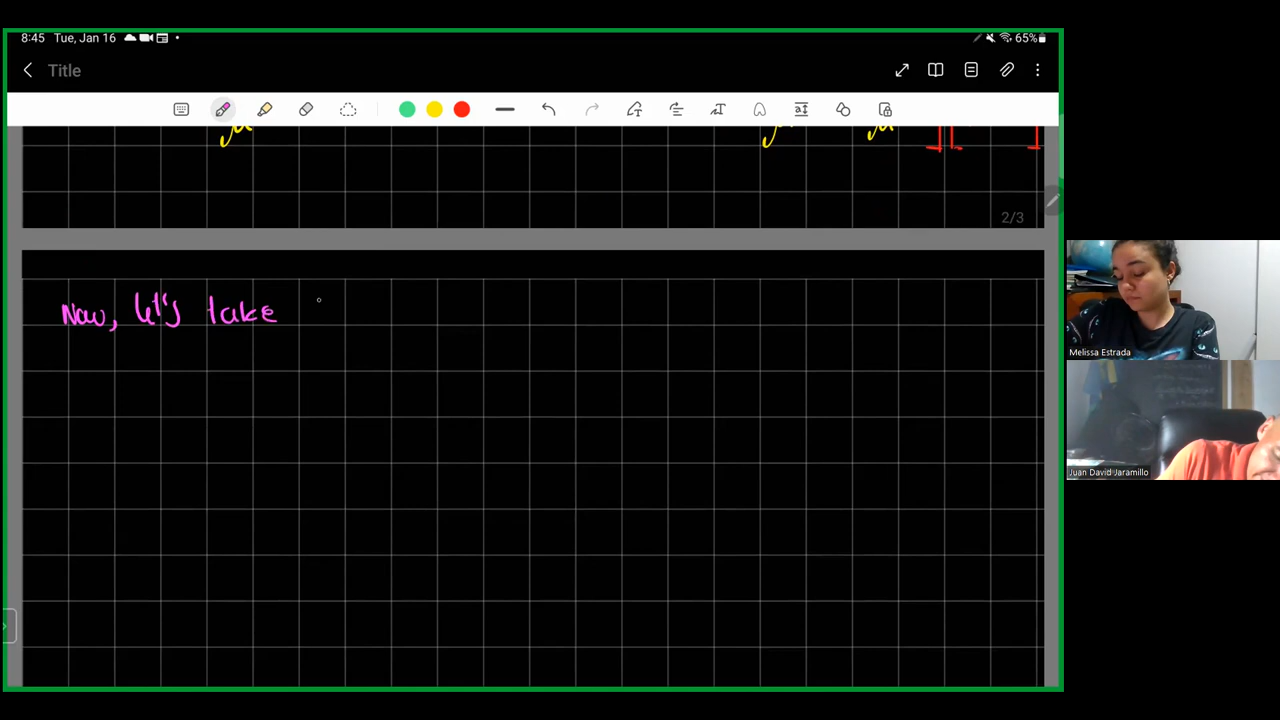 8:45 Tue, Jan 16
65%
Title
2/3
Now, let's take
Melissa Estrada
Juan David Jaramillo